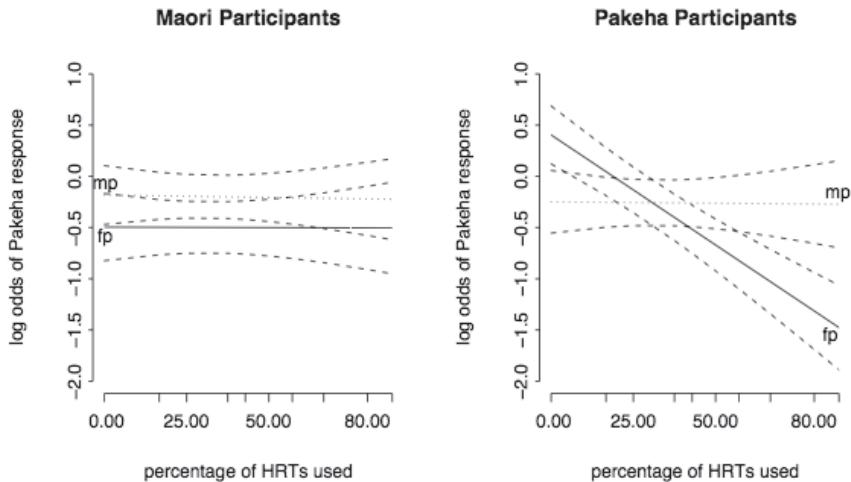 Maori Participants
log odds of Pakeha response
1.0
0.5
0.0
−0.5
−1.0
−1.5
−2.0
mp
fp
0.00 25.00 50.00 80.00
percentage of HRTs used
Pakeha Participants
log odds of Pakeha response
1.0
0.5
0.0
−0.5
−1.0
−1.5
−2.0
mp
fp
0.00 25.00 50.00 80.00
percentage of HRTs used